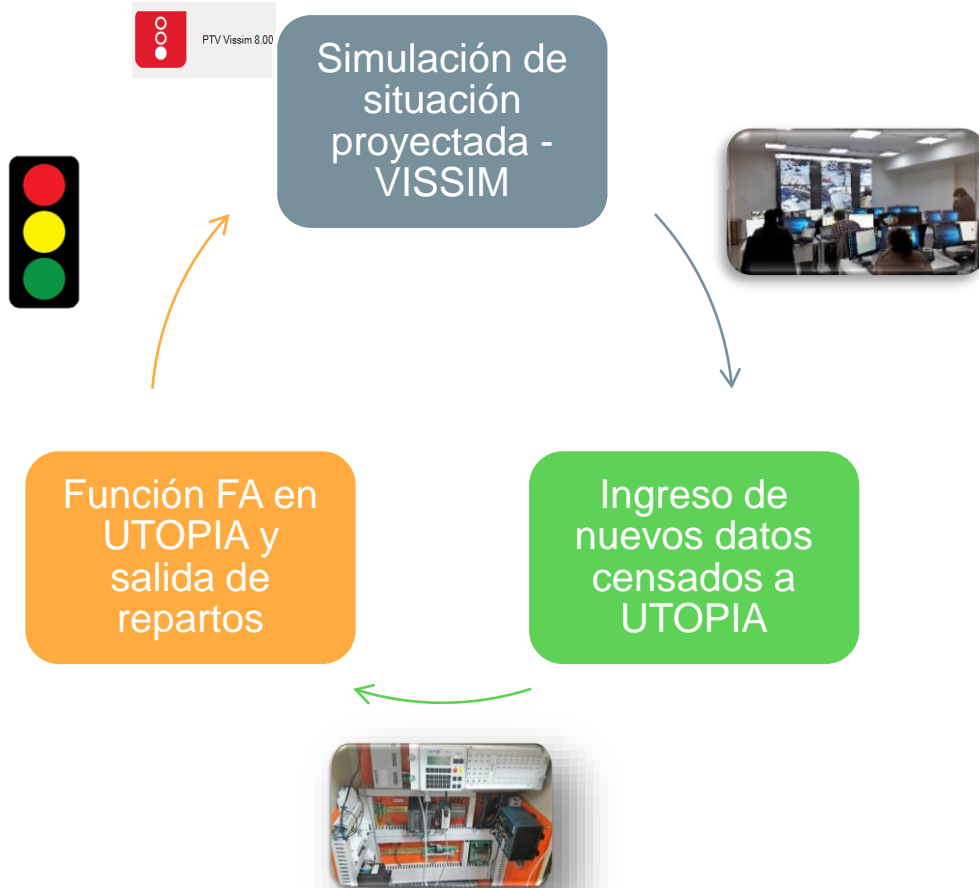 PTV Vissim 8.00
Simulación de
situación
proyectada -
VISSIM
Función FA en
UTOPIA y
salida de
repartos
Ingreso de
nuevos datos
censados a
UTOPIA